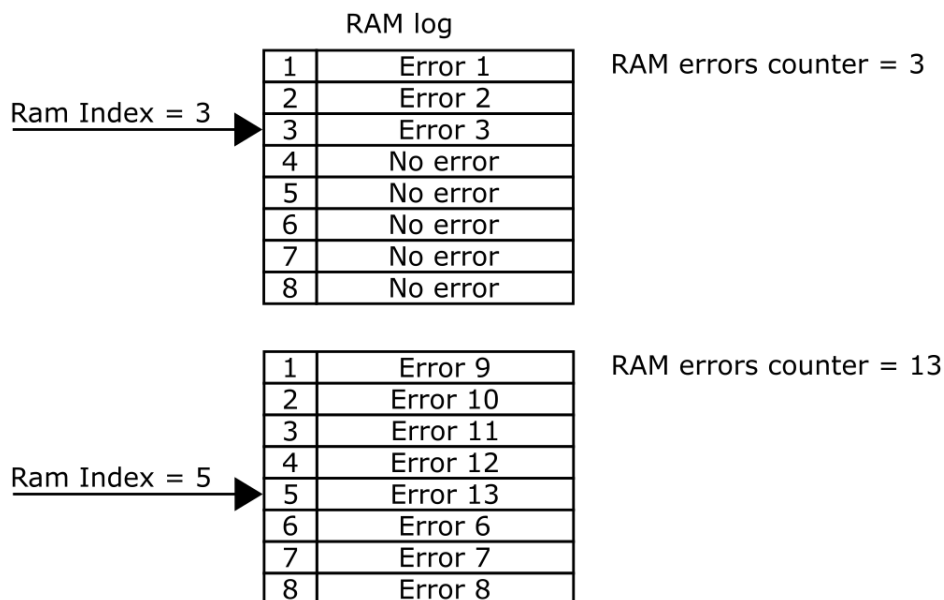 RAM log
1 Error 1 RAM errors counter = 3
2 Error 2
Ram Index = 3
3 Error 3
4 No error
5 No error
6 No error
7 No error
8 No error
1 Error 9 RAM errors counter = 13
2 Error 10
3 Error 11
4 Error 12
Ram Index = 5
5 Error 13
6 Error 6
7 Error 7
8 Error 8